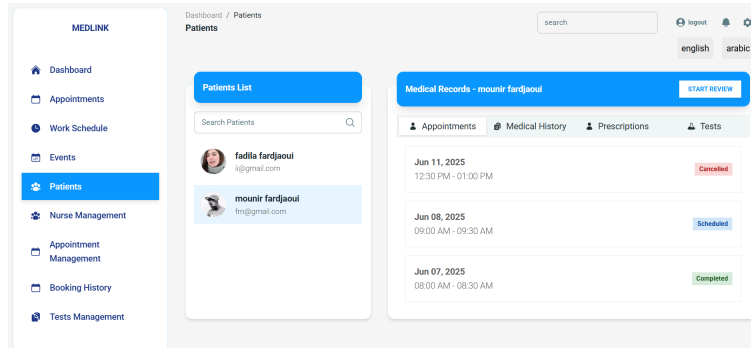 MEDLINK
Dashboard
Appointments
Work Schedule
Events
Patients
Nurse Management
Appointment
Management
Booking History
Tests Management
Dashboard / Patients
Patients
search
logout
english
arabic
Patients List
Search Patients
fadila fardjaoui
ii@gmail.com
mounir fardjaoui
fm@gmail.com
Medical Records - mounir fardjaoui
START REVIEW
Appointments
Medical History
Prescriptions
Tests
Jun 11, 2025
12:30 PM - 01:00 PM
Cancelled
Jun 08, 2025
09:00 AM - 09:30 AM
Scheduled
Jun 07, 2025
08:00 AM - 08:30 AM
Completed